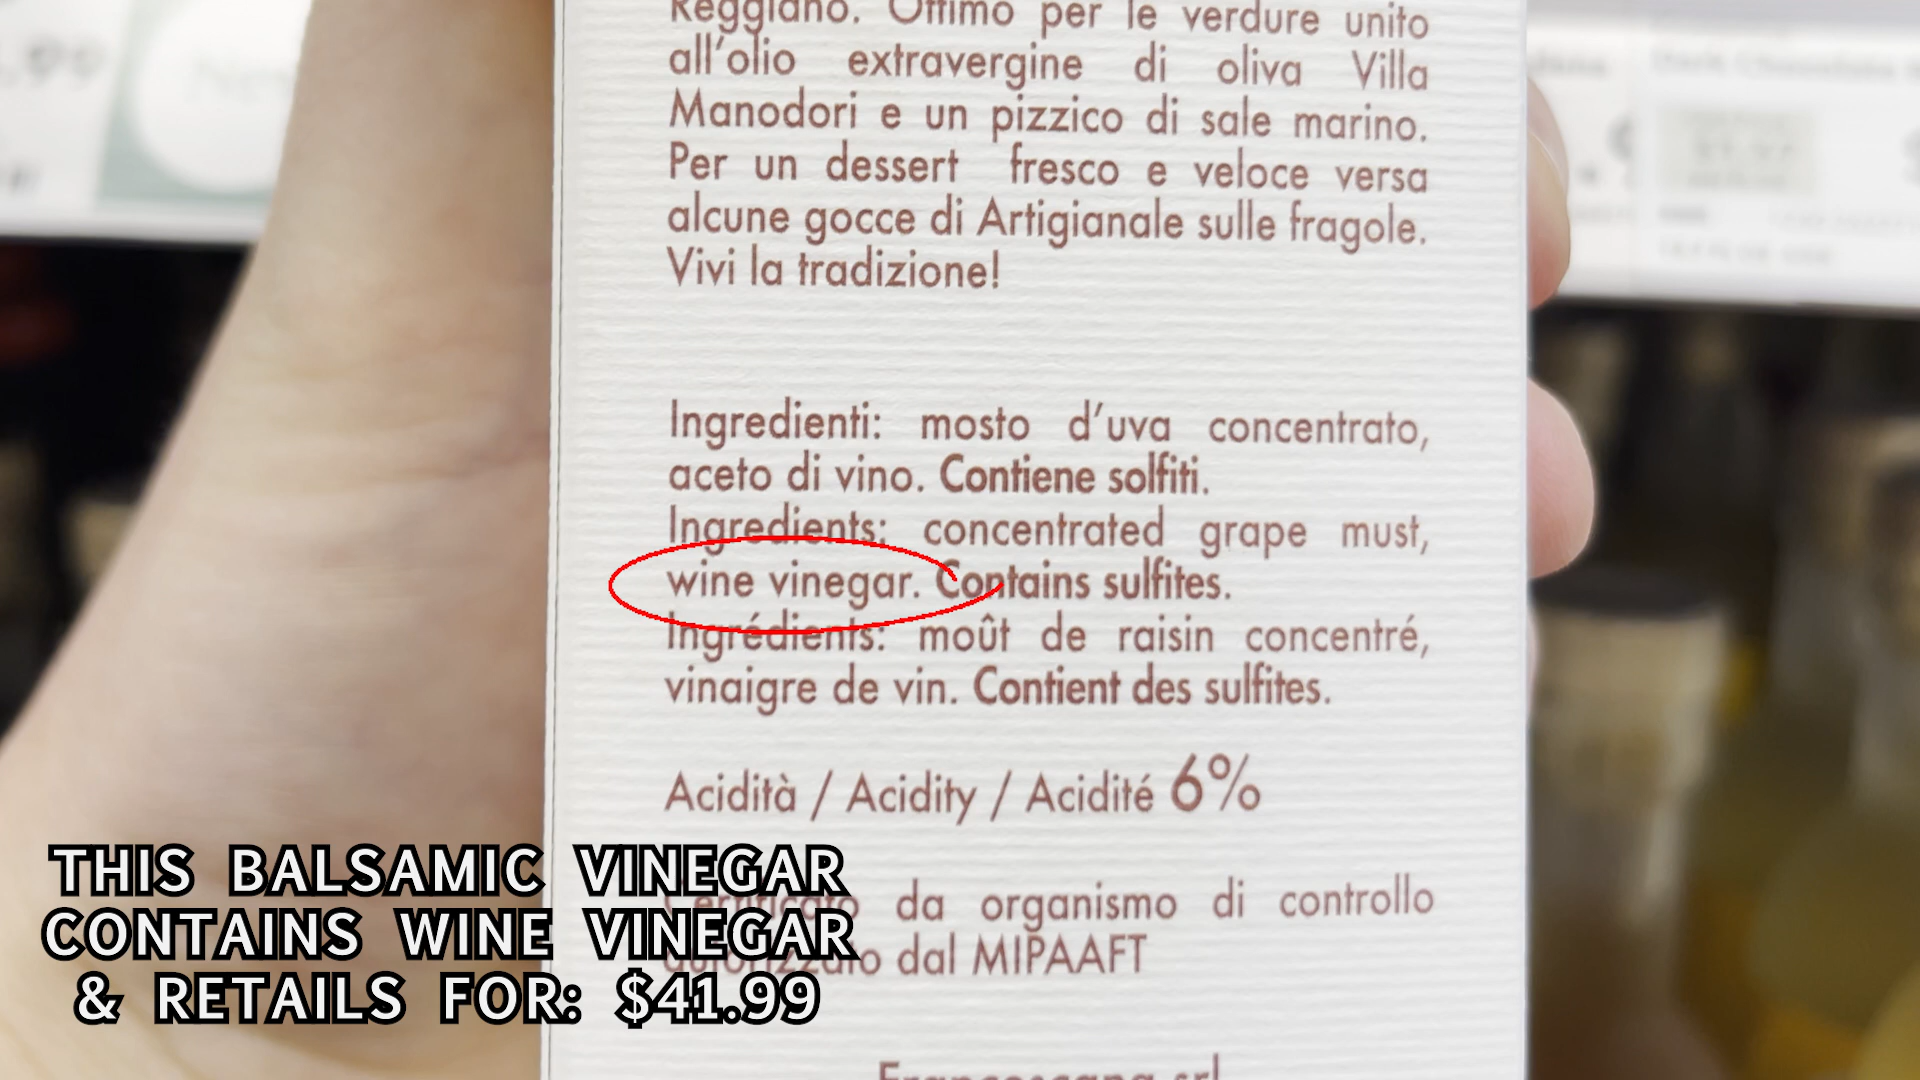 Reggiano. Ottimo per le verdure unito
all'olio extravergine di oliva Villa
Manodori e un pizzico di sale marino.
Per un dessert fresco e veloce versa
alcune gocce di Artigianale sulle fragole.
Vivi la tradizione!
Ingredienti: mosto d'uva concentrato,
aceto di vino. Contiene solfiti.
Ingredients: concentrated grape must,
wine vinegar. Contains sulfites.
Ingrédients: moût de raisin concentré,
vinaigre de vin. Contient des sulfites.
Acidità / Acidity / Acidité 6%
Certificato da organismo di controllo
autorizzato dal MIPAAFT
Francescana srl
THIS BALSAMIC VINEGAR
CONTAINS WINE VINEGAR
& RETAILS FOR: $41.99